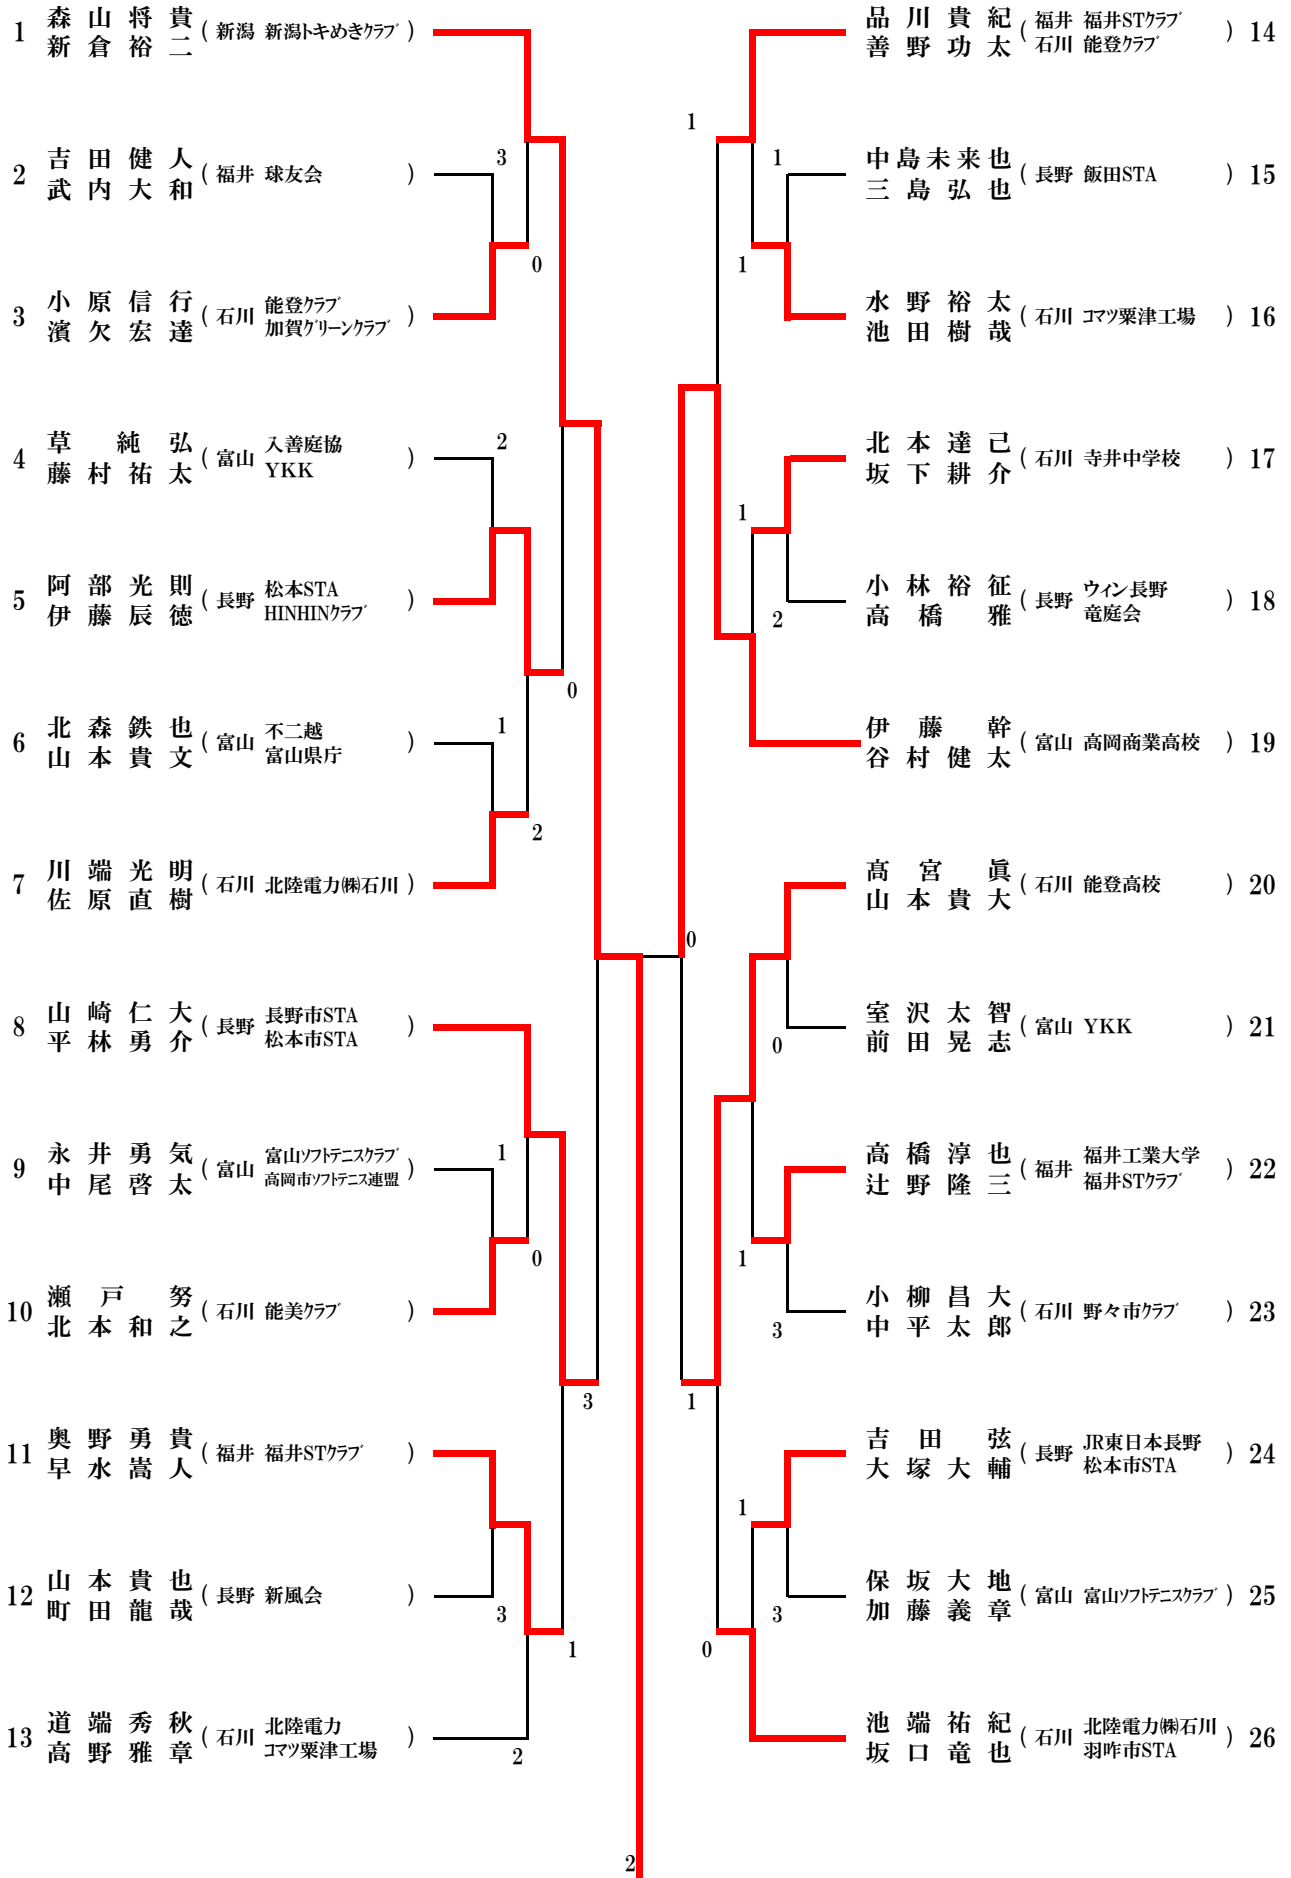 1 森山将貴 ( 新潟 新潟トキめきクラブ )
新倉裕二
2 吉田健人 ( 福井 球友会 )
武内大和
3
0
3 小原信行 ( 石川 能登クラブ )
濱欠宏達 加賀グリーンクラブ
4 草純弘 ( 富山 入善庭協 )
藤村祐太 YKK
2
5 阿部光則 ( 長野 松本STA )
伊藤辰徳 HINHINクラブ
0
6 北森鉄也 ( 富山 不二越 )
山本貴文 富山県庁
1
2
7 川端光明 ( 石川 北陸電力㈱石川 )
佐原直樹
8 山崎仁大 ( 長野 長野市STA )
平林勇介 松本市STA
9 永井勇気 ( 富山 富山ソフトテニスクラブ )
中尾啓太 高岡市ソフトテニス連盟
1
0
10 瀬戸努 ( 石川 能美クラブ )
北本和之
3
11 奥野勇貴 ( 福井 福井STクラブ )
早水嵩人
12 山本貴也 ( 長野 新風会 )
町田龍哉
3
1
13 道端秀秋 ( 石川 北陸電力 )
高野雅章 コマツ粟津工場
2
2
品川貴紀 ( 福井 福井STクラブ ) 14
善野功太 石川 能登クラブ
1
1
中島未来也 ( 長野 飯田STA ) 15
三島弘也
1
水野裕太 ( 石川 コマツ粟津工場 ) 16
池田樹哉
北本達己 ( 石川 寺井中学校 ) 17
坂下耕介
1
小林裕征 ( 長野 ウィン長野 ) 18
高橋雅 竜庭会
2
伊藤幹 ( 富山 高岡商業高校 ) 19
谷村健太
髙宮眞 ( 石川 能登高校 ) 20
山本貴大
0
室沢太智 ( 富山 YKK ) 21
前田晃志
0
高橋淳也 ( 福井 福井工業大学 ) 22
辻野隆三 福井STクラブ
1
小柳昌大 ( 石川 野々市クラブ ) 23
中平太郎
3
1
吉田弦 ( 長野 JR東日本長野 ) 24
大塚大輔 松本市STA
1
保坂大地 ( 富山 富山ソフトテニスクラブ ) 25
加藤義章
3
0
池端祐紀 ( 石川 北陸電力㈱石川 ) 26
坂口竜也 羽咋市STA